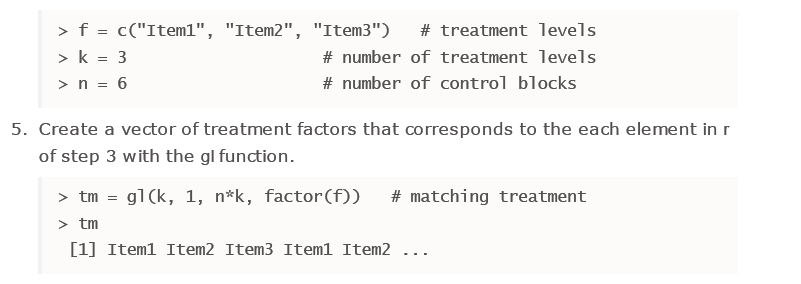 > f = c("Item1", "Item2", "Item3")   # treatment levels
> k = 3                    # number of treatment levels
> n = 6                    # number of control blocks
5. Create a vector of treatment factors that corresponds to the each element in r
of step 3 with the gl function.
> tm = gl(k, 1, n*k, factor(f))   # matching treatment
> tm
 [1] Item1 Item2 Item3 Item1 Item2 ...